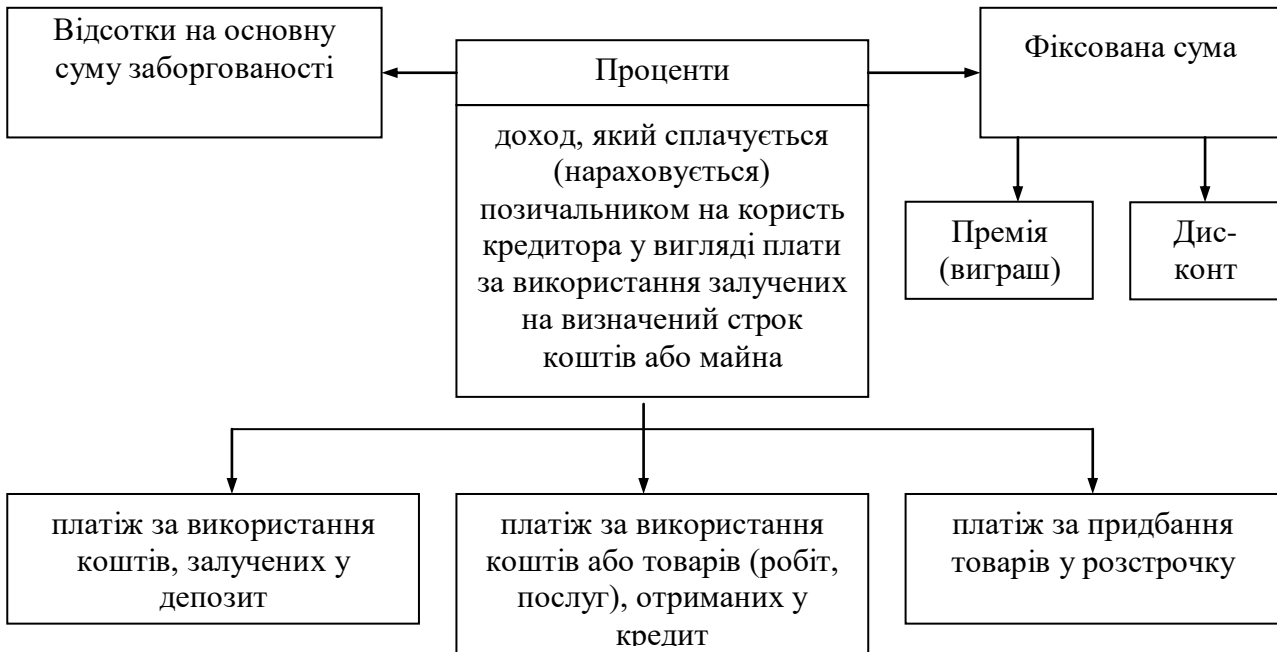 Відсотки на основну
суму заборгованості
Проценти
Фіксована сума
доход, який сплачується
(нараховується)
позичальником на користь
кредитора у вигляді плати
за використання залучених
на визначений строк
коштів або майна
Премія
(виграш)
Дис-
конт
платіж за використання
коштів, залучених у
депозит
платіж за використання
коштів або товарів (робіт,
послуг), отриманих у
кредит
платіж за придбання
товарів у розстрочку